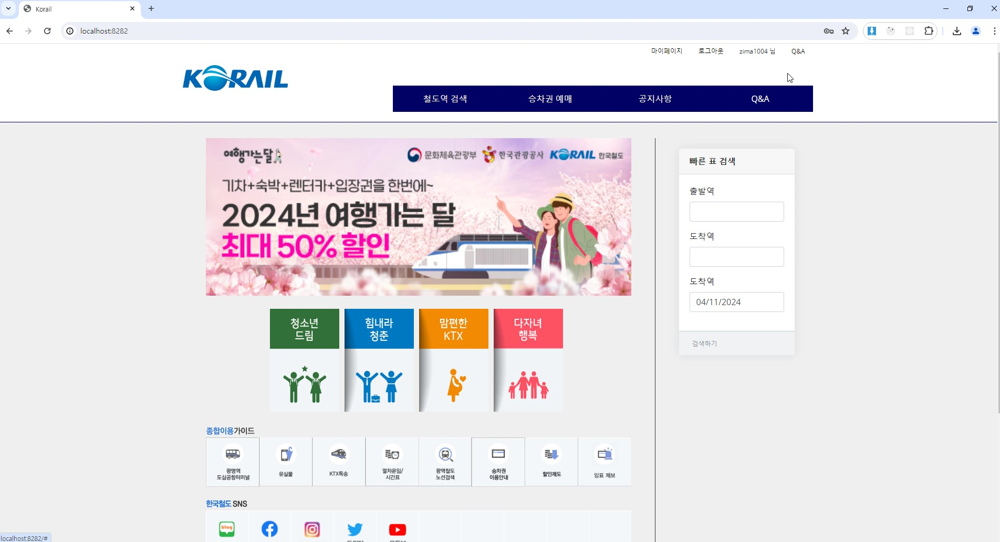 Korail
localhost:8282
마이페이지 로그아웃 zima1004 님 Q&A
KORAIL
철도역 검색 승차권 예매 공지사항 Q&A
여행가는달 문화체육관광부 한국관광공사 KORAIL 한국철도
기차+숙박+렌터카+입장권을 한번에~
2024년 여행가는 달
최대 50% 할인
빠른 표 검색
출발역
도착역
도착역
04/11/2024
검색하기
청소년
드림
힘내라
청춘
맘편한
KTX
다자녀
행복
종합이용가이드
광명역
도심공항터미널
유실물
KTX특송
열차운임/
시간표
광역철도
노선검색
승차권
이용안내
할인제도
암표 제보
한국철도 SNS
blog
localhost:8282/#